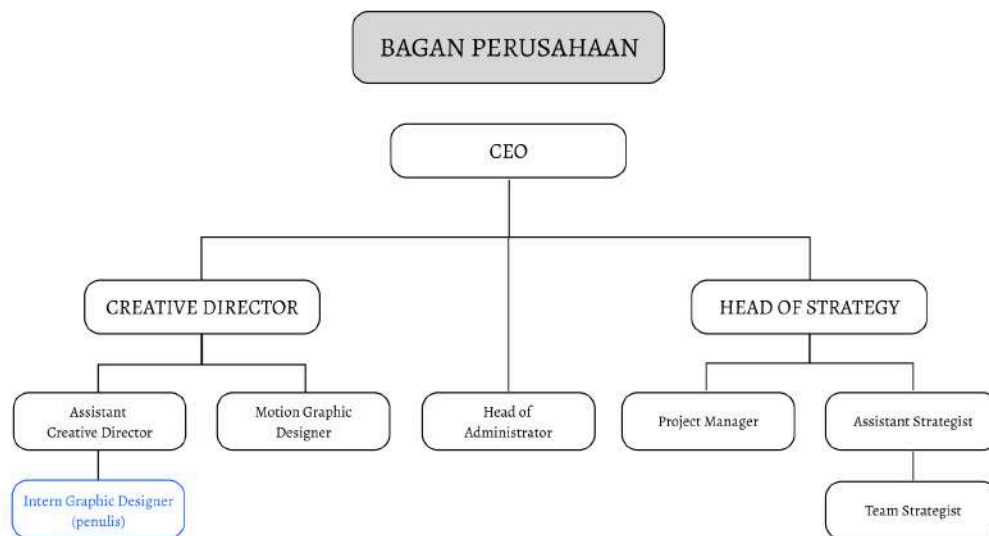 BAGAN PERUSAHAAN
CEO
CREATIVE DIRECTOR
HEAD OF STRATEGY
Assistant
Creative Director
Motion Graphic
Designer
Head of
Administrator
Project Manager
Assistant Strategist
Intern Graphic Designer
(penulis)
Team Strategist